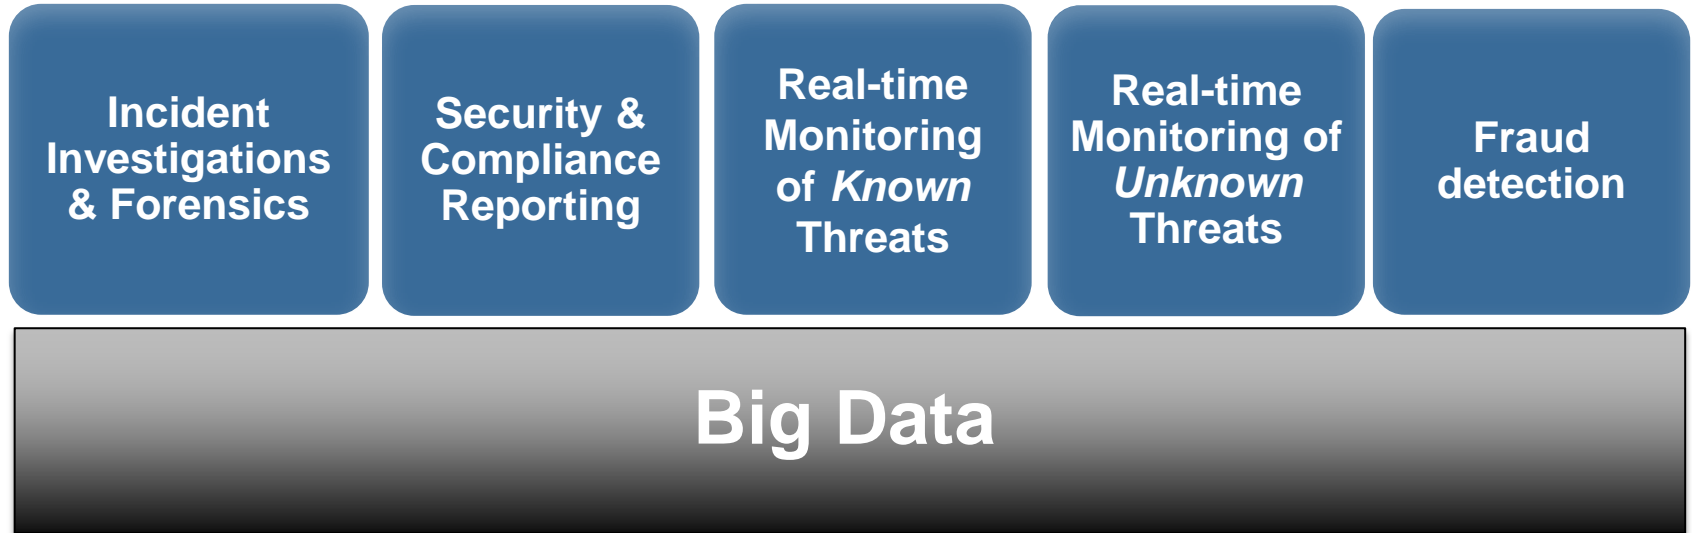 Incident
Investigations
& Forensics
Security &
Compliance
Reporting
Real-time
Monitoring
of Known
Threats
Real-time
Monitoring of
Unknown
Threats
Fraud
detection
Big Data